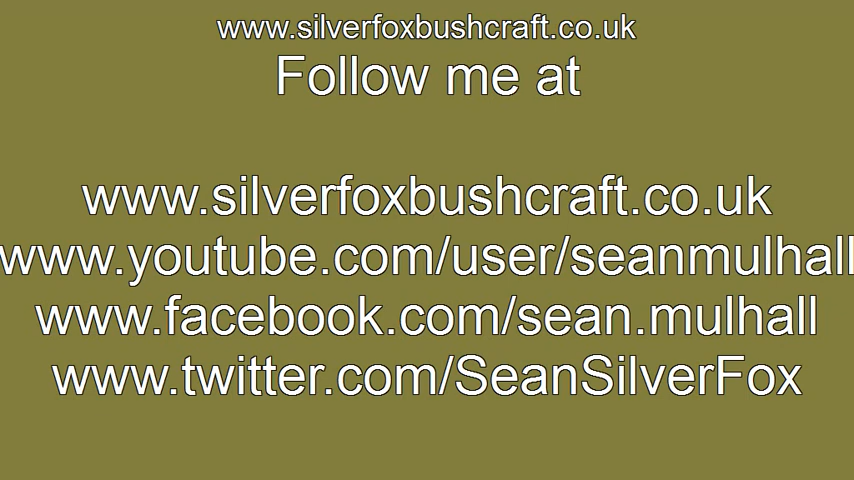 www.silverfoxbushcraft.co.uk
Follow me at
www.silverfoxbushcraft.co.uk
www.youtube.com/user/seanmulhall
www.facebook.com/sean.mulhall
www.twitter.com/SeanSilverFox